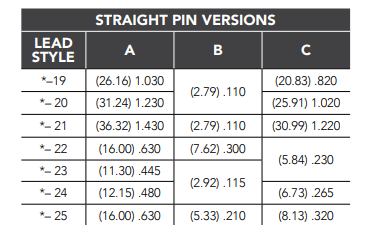 STRAIGHT PIN VERSIONS
LEAD STYLE A B C
*–19 (26.16) 1.030 (2.79) .110 (20.83) .820
*– 20 (31.24) 1.230 (25.91) 1.020
*– 21 (36.32) 1.430 (2.79) .110 (30.99) 1.220
*– 22 (16.00) .630 (7.62) .300 (5.84) .230
*– 23 (11.30) .445 (2.92) .115
*– 24 (12.15) .480 (6.73) .265
*– 25 (16.00) .630 (5.33) .210 (8.13) .320